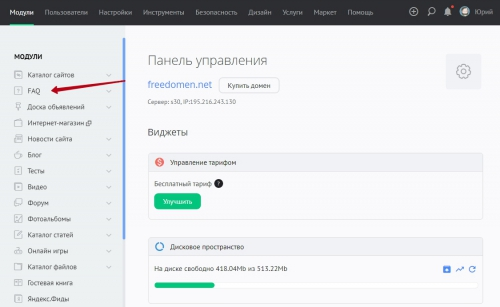 Модули Пользователи Настройки Инструменты Безопасность Дизайн Услуги Маркет Помощь Юрий
МОДУЛИ
Каталог сайтов
FAQ
Доска объявлений
Интернет-магазин
Новости сайта
Блог
Тесты
Видео
Форум
Фотоальбомы
Каталог статей
Онлайн игры
Каталог файлов
Гостевая книга
Яндекс.Фиды
Панель управления
freedomen.net Купить домен
Сервер: s30, IP:195.216.243.130
Виджеты
Управление тарифом
Бесплатный тариф ?
Улучшить
Дисковое пространство
На диске свободно 418.04Mb из 513.22Mb